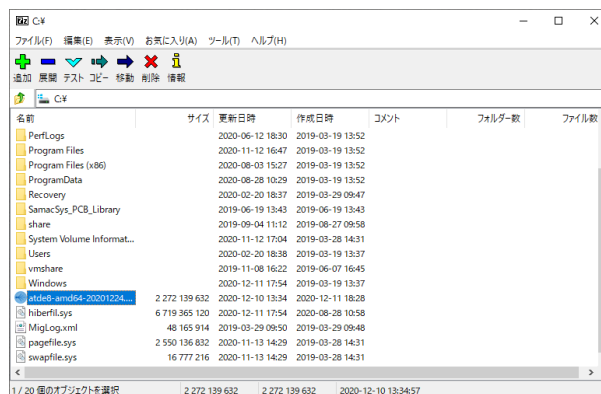 7z C:¥
ファイル(F) 編集(E) 表示(V) お気に入り(A) ツール(T) ヘルプ(H)
追加 展開 テスト コピー 移動 削除 情報
C:¥
名前 サイズ 更新日時 作成日時 コメント フォルダー数 ファイル数
PerfLogs 2020-06-12 18:30 2019-03-19 13:52
Program Files 2020-11-12 16:47 2019-03-19 13:52
Program Files (x86) 2020-08-03 15:27 2019-03-19 13:52
ProgramData 2020-08-28 10:29 2019-03-19 13:52
Recovery 2020-02-20 18:37 2019-03-29 09:47
SamacSys_PCB_Library 2019-06-19 13:43 2019-06-19 13:43
share 2019-09-04 11:12 2019-08-27 09:58
System Volume Informat... 2020-11-12 17:04 2019-03-28 14:31
Users 2020-02-20 18:38 2019-03-19 13:37
vmshare 2019-11-08 16:22 2019-06-07 16:45
Windows 2020-12-11 17:54 2019-03-19 13:37
atde8-amd64-20201224.... 2 272 139 632 2020-12-10 13:34 2020-12-11 18:28
hiberfil.sys 6 719 365 120 2020-12-11 17:54 2020-08-28 10:58
MigLog.xml 48 165 914 2019-03-29 09:50 2019-03-29 09:48
pagefile.sys 2 550 136 832 2020-11-13 14:29 2019-03-28 14:31
swapfile.sys 16 777 216 2020-11-13 14:29 2019-03-28 14:31
1 / 20 個のオブジェクトを選択 2 272 139 632 2 272 139 632 2020-12-10 13:34:57